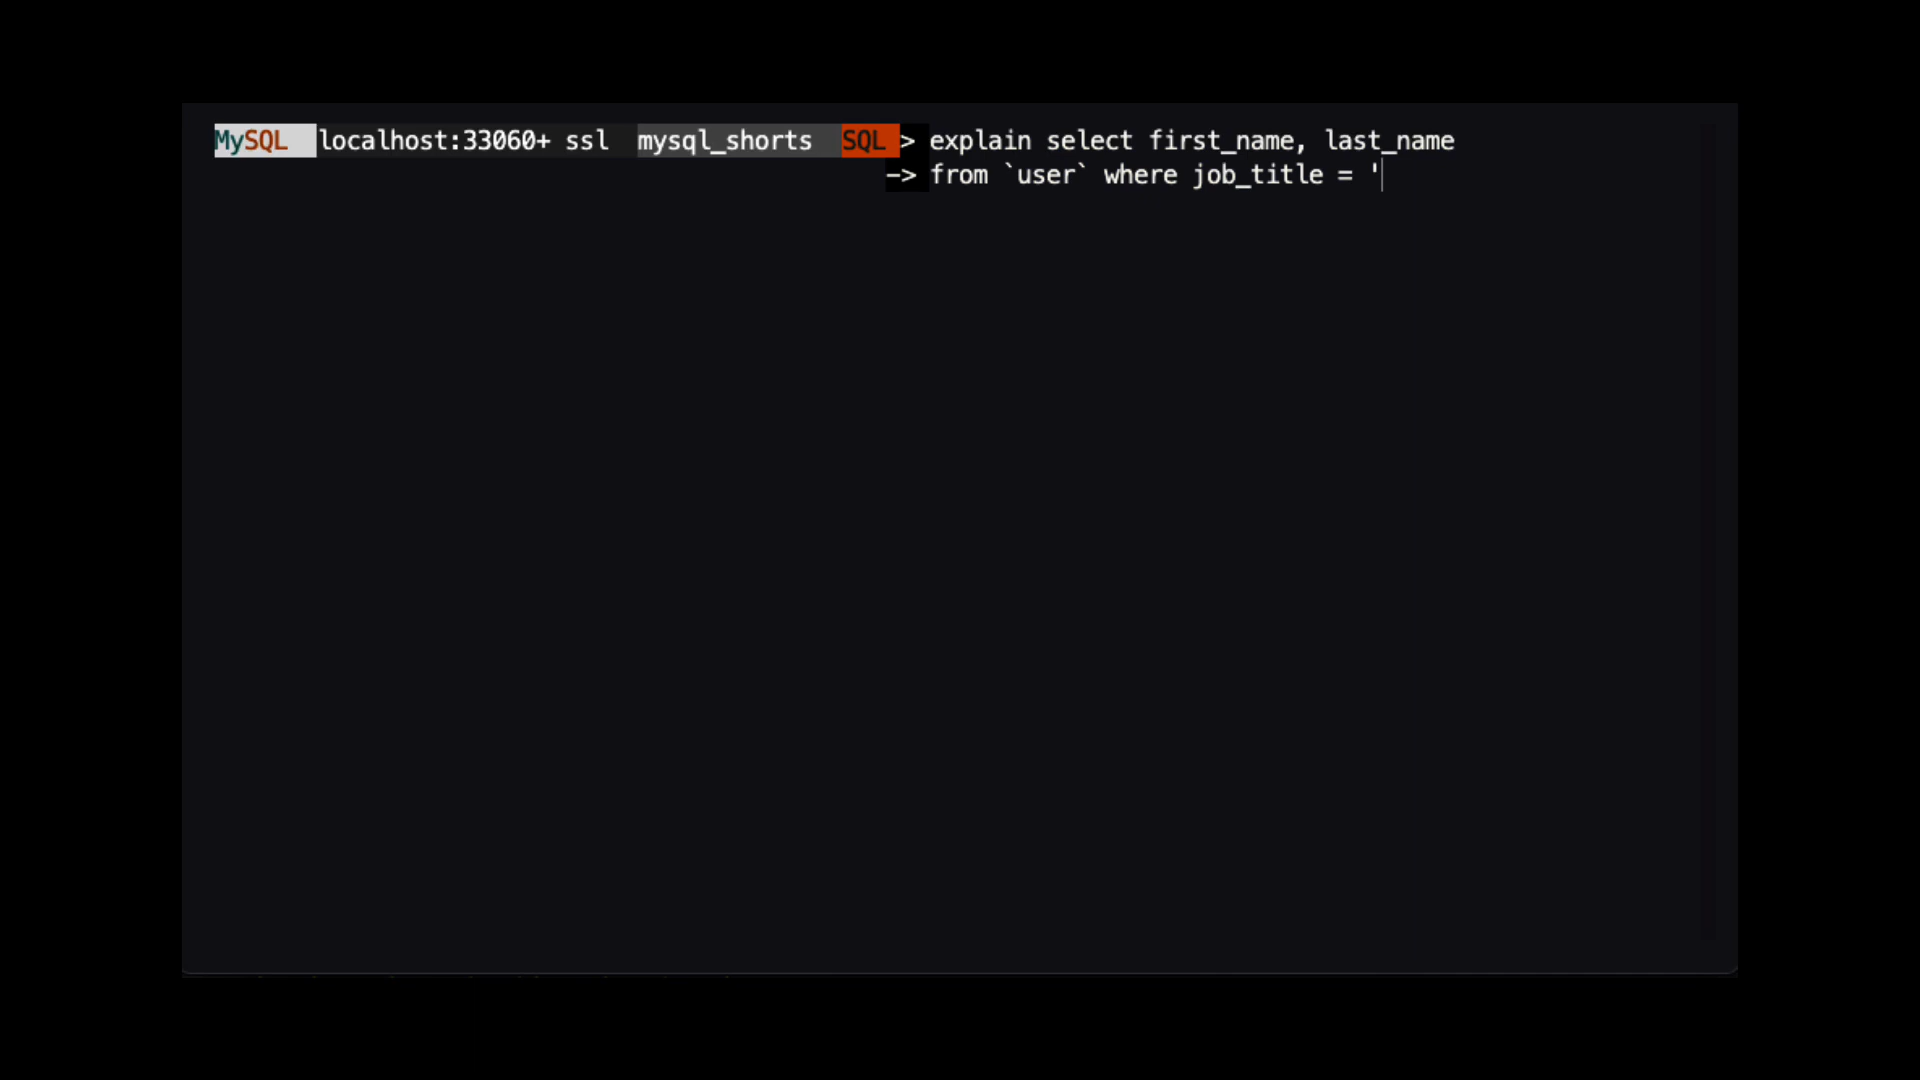 MySQL localhost:33060+ ssl mysql_shorts SQL > explain select first_name, last_name
-> from `user` where job_title = '